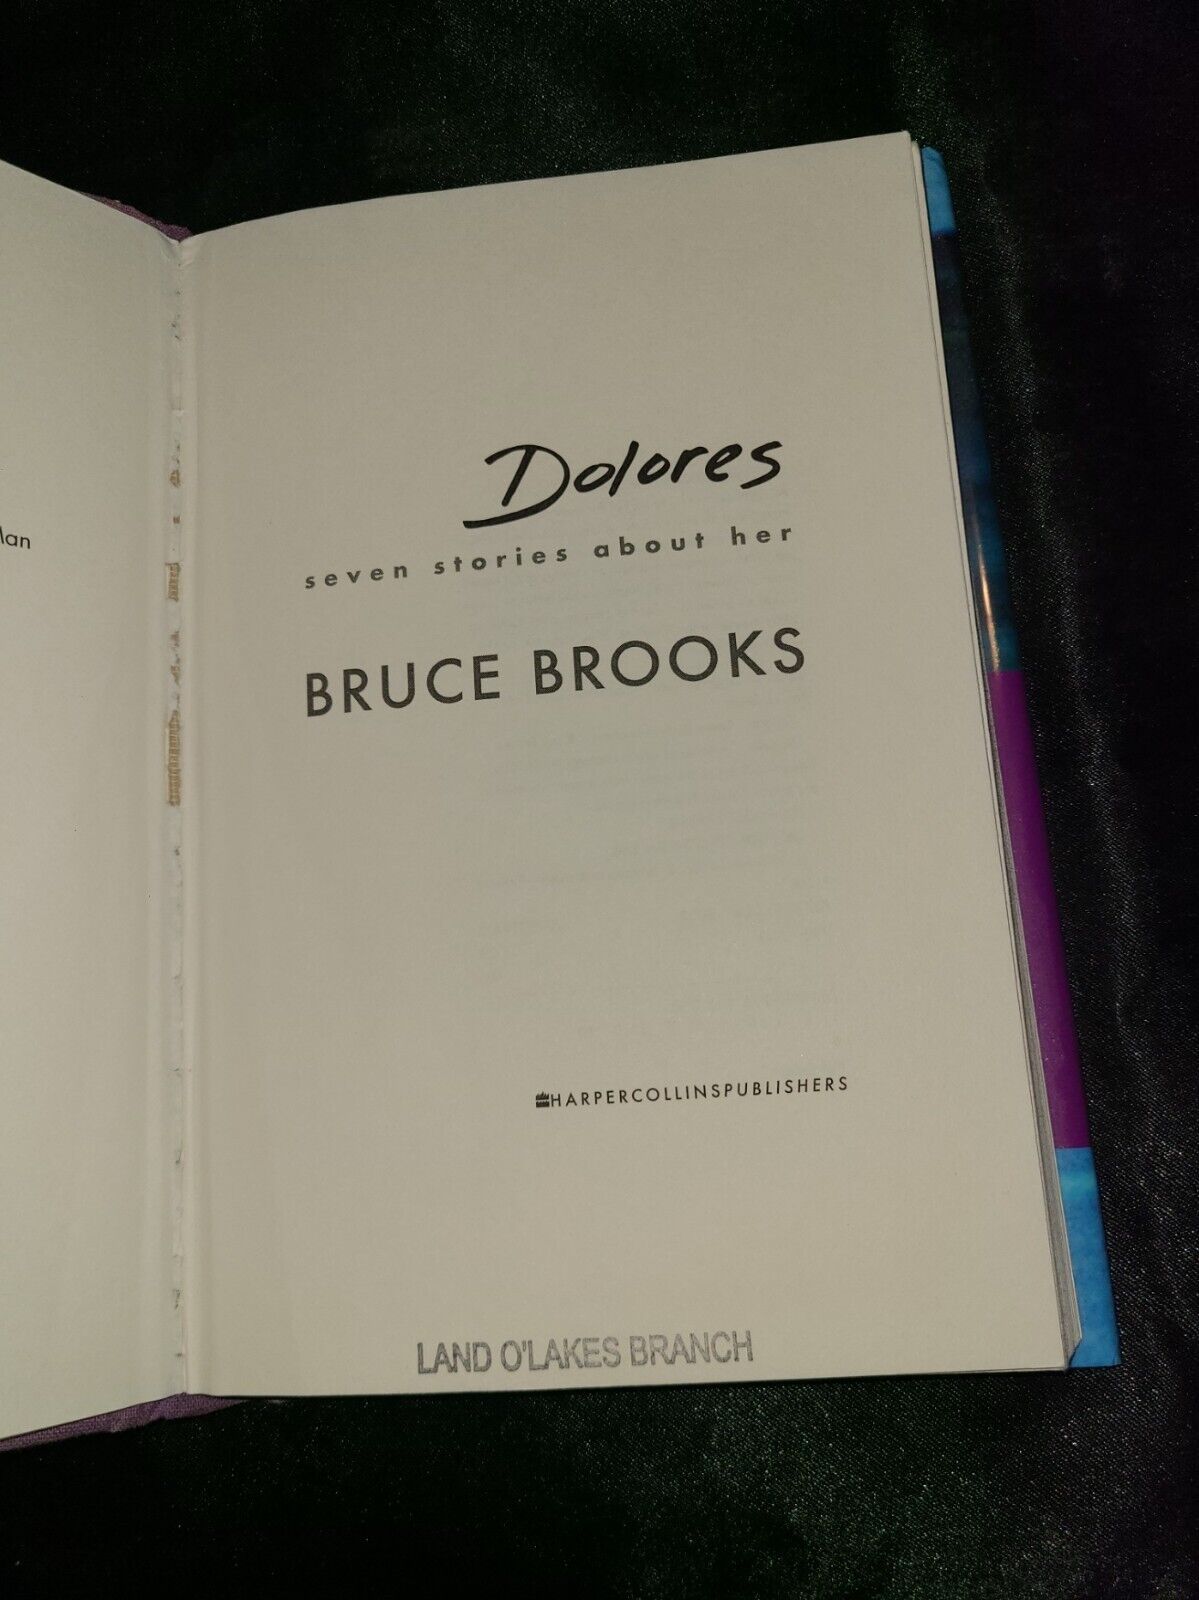 Dolores
seven stories about her
BRUCE BROOKS
HARPERCOLLINSPUBLISHERS
LAND O'LAKES BRANCH